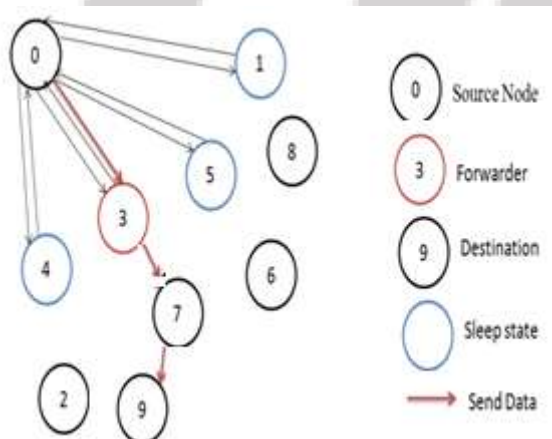 0
1
8
5
3
4
6
7
2
9
0 Source Node
3 Forwarder
9 Destination
Sleep state
Send Data